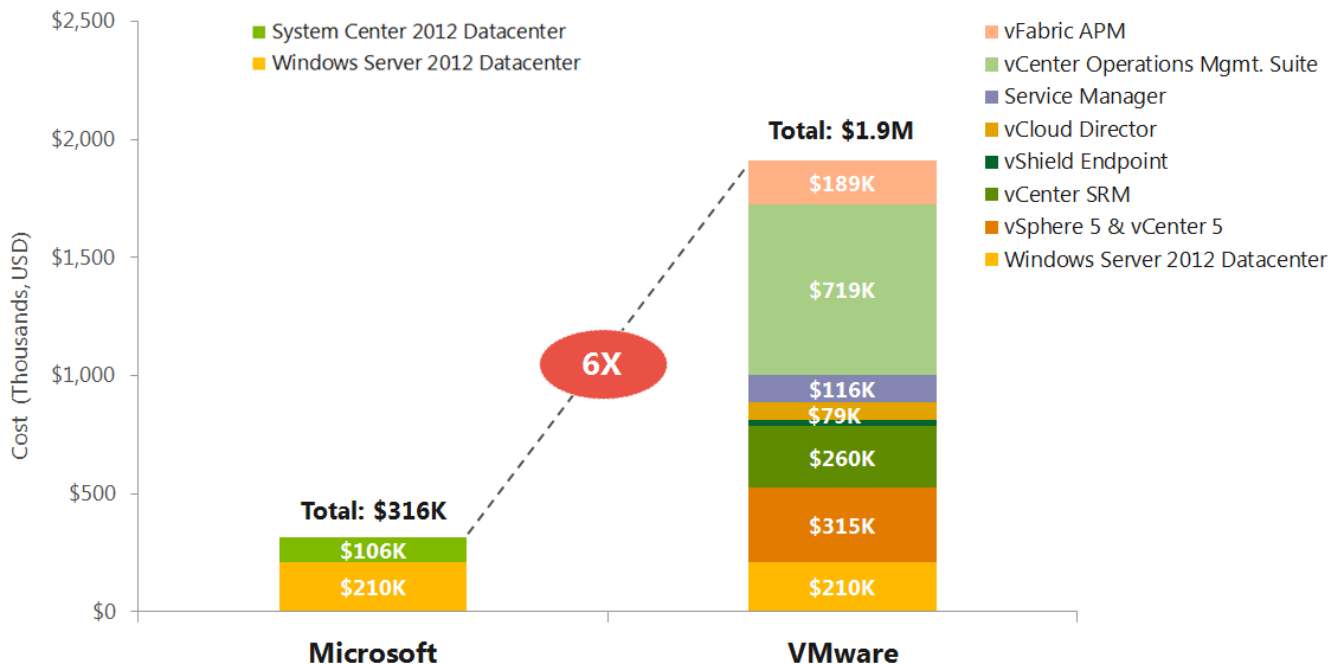 $2,500
$2,000
$1,500
$1,000
$500
$0
Cost (Thousands, USD)
System Center 2012 Datacenter
Windows Server 2012 Datacenter
Total: $316K
$106K
$210K
Microsoft
6X
Total: $1.9M
$189K
$719K
$116K
$79K
$260K
$315K
$210K
VMware
vFabric APM
vCenter Operations Mgmt. Suite
Service Manager
vCloud Director
vShield Endpoint
vCenter SRM
vSphere 5 & vCenter 5
Windows Server 2012 Datacenter